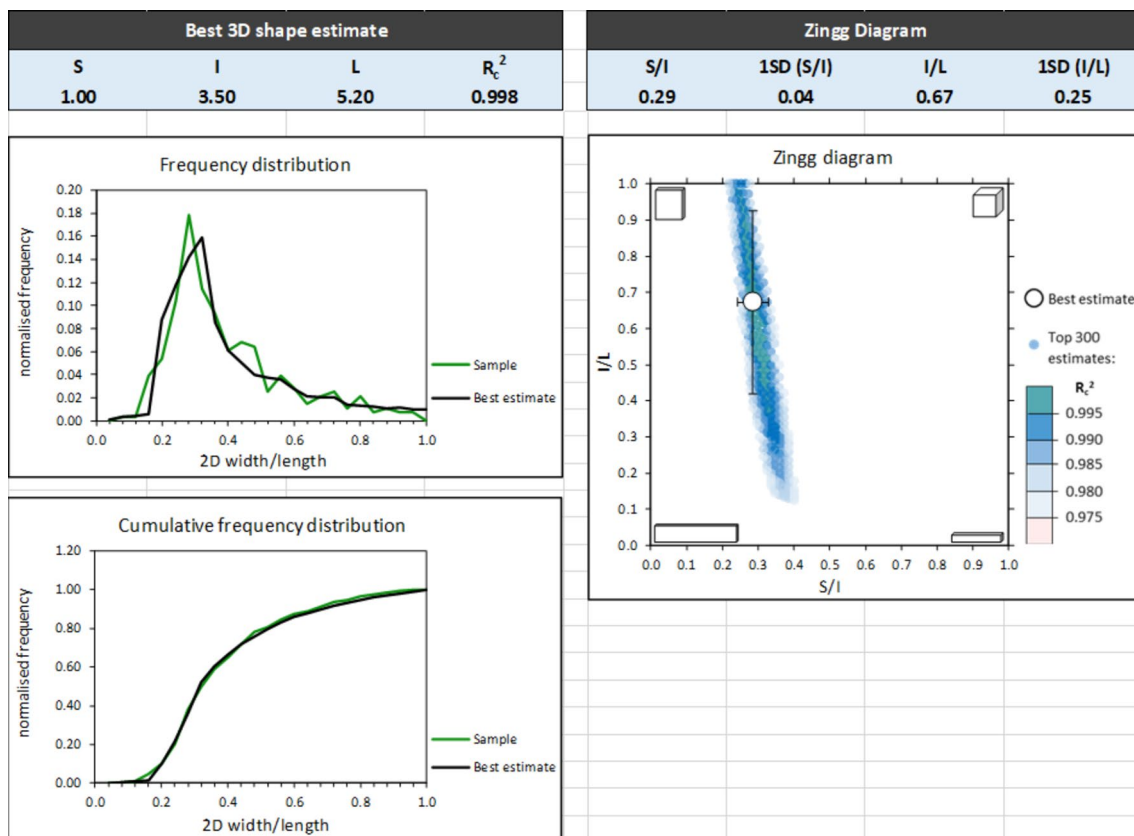 Best 3D shape estimate
S I L Rc²
1.00 3.50 5.20 0.998
Zingg Diagram
S/I 1SD (S/I) I/L 1SD (I/L)
0.29 0.04 0.67 0.25
Frequency distribution
normalised frequency
0.20
0.18
0.16
0.14
0.12
0.10
0.08
0.06
0.04
0.02
0.00
0.0 0.2 0.4 0.6 0.8 1.0
2D width/length
Sample
Best estimate
Zingg diagram
I/L
1.0
0.9
0.8
0.7
0.6
0.5
0.4
0.3
0.2
0.1
0.0
0.0 0.1 0.2 0.3 0.4 0.5 0.6 0.7 0.8 0.9 1.0
S/I
Best estimate
Top 300
estimates:
Rc²
0.995
0.990
0.985
0.980
0.975
Cumulative frequency distribution
normalised frequency
1.20
1.00
0.80
0.60
0.40
0.20
0.00
0.0 0.2 0.4 0.6 0.8 1.0
2D width/length
Sample
Best estimate